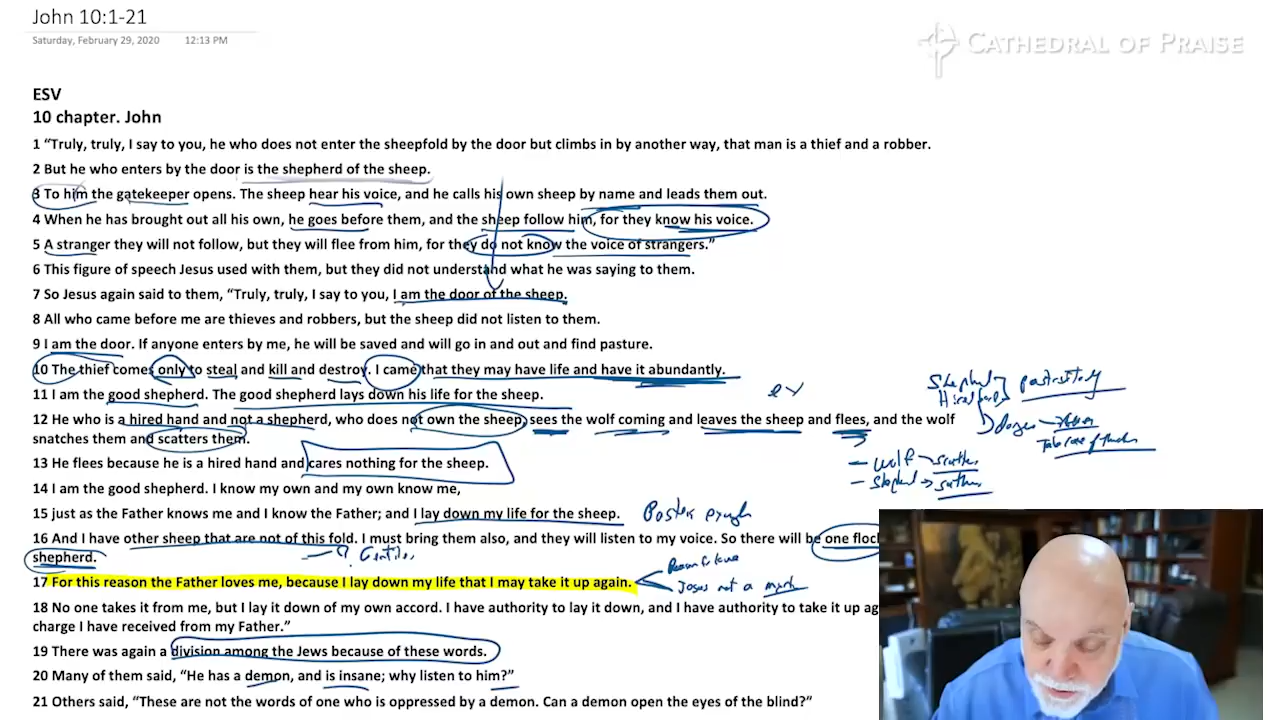 John 10:1-21
Saturday, February 29, 2020 12:13 PM
CATHEDRAL OF PRAISE
ESV
10 chapter. John
1 “Truly, truly, I say to you, he who does not enter the sheepfold by the door but climbs in by another way, that man is a thief and a robber.
2 But he who enters by the door is the shepherd of the sheep.
3 To him the gatekeeper opens. The sheep hear his voice, and he calls his own sheep by name and leads them out.
4 When he has brought out all his own, he goes before them, and the sheep follow him, for they know his voice.
5 A stranger they will not follow, but they will flee from him, for they do not know the voice of strangers.”
6 This figure of speech Jesus used with them, but they did not understand what he was saying to them.
7 So Jesus again said to them, “Truly, truly, I say to you, I am the door of the sheep.
8 All who came before me are thieves and robbers, but the sheep did not listen to them.
9 I am the door. If anyone enters by me, he will be saved and will go in and out and find pasture.
10 The thief comes only to steal and kill and destroy. I came that they may have life and have it abundantly.
11 I am the good shepherd. The good shepherd lays down his life for the sheep.
12 He who is a hired hand and not a shepherd, who does not own the sheep, sees the wolf coming and leaves the sheep and flees, and the wolf
snatches them and scatters them.
13 He flees because he is a hired hand and cares nothing for the sheep.
14 I am the good shepherd. I know my own and my own know me,
15 just as the Father knows me and I know the Father; and I lay down my life for the sheep.
16 And I have other sheep that are not of this fold. I must bring them also, and they will listen to my voice. So there will be one floc
shepherd.
17 For this reason the Father loves me, because I lay down my life that I may take it up again.
Jesus not a
18 No one takes it from me, but I lay it down of my own accord. I have authority to lay it down, and I have authority to take it up ag
charge I have received from my Father.”
19 There was again a division among the Jews because of these words.
20 Many of them said, “He has a demon, and is insane; why listen to him?”
21 Others said, “These are not the words of one who is oppressed by a demon. Can a demon open the eyes of the blind?”
- wolf